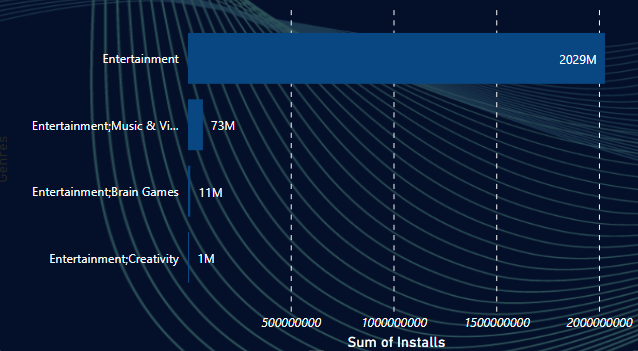 Genres
Entertainment
2029M
Entertainment;Music & Vi...
73M
Entertainment;Brain Games
11M
Entertainment;Creativity
1M
500000000 1000000000 1500000000 2000000000
Sum of Installs